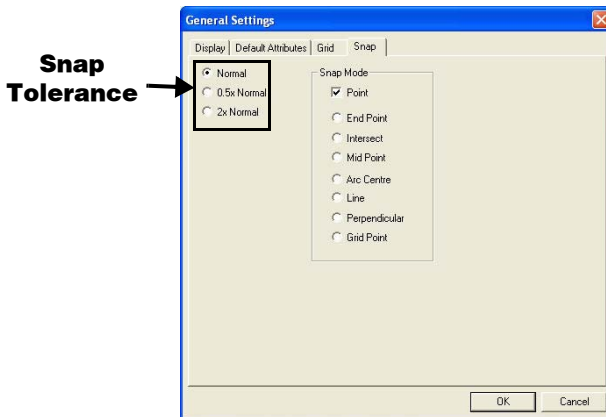 General Settings
Display Default Attributes Grid Snap
Snap
Tolerance
Normal
0.5x Normal
2x Normal
Snap Mode
Point
End Point
Intersect
Mid Point
Arc Centre
Line
Perpendicular
Grid Point
OK Cancel